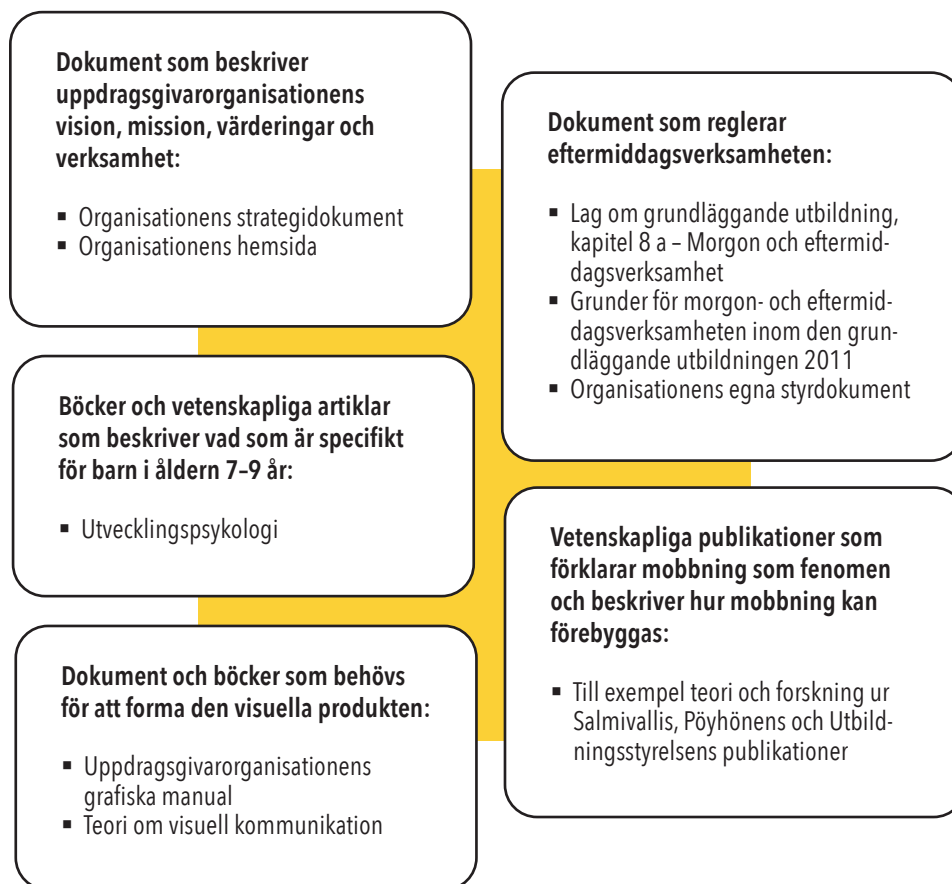 Dokument som beskriver
uppdragsgivarorganisationens
vision, mission, värderingar och
verksamhet:
▪ Organisationens strategidokument
▪ Organisationens hemsida
Dokument som reglerar
eftermiddagsverksamheten:
▪ Lag om grundläggande utbildning,
kapitel 8 a – Morgon och eftermid-
dagsverksamhet
▪ Grunder för morgon- och eftermid-
dagsverksamheten inom den grun-
dläggande utbildningen 2011
▪ Organisationens egna styrdokument
Böcker och vetenskapliga artiklar
som beskriver vad som är specifikt
för barn i åldern 7–9 år:
▪ Utvecklingspsykologi
Vetenskapliga publikationer som
förklarar mobbning som fenomen
och beskriver hur mobbning kan
förebyggas:
▪ Till exempel teori och forskning ur
Salmivallis, Pöyhönens och Utbild-
ningsstyrelsens publikationer
Dokument och böcker som behövs
för att forma den visuella produkten:
▪ Uppdragsgivarorganisationens
grafiska manual
▪ Teori om visuell kommunikation